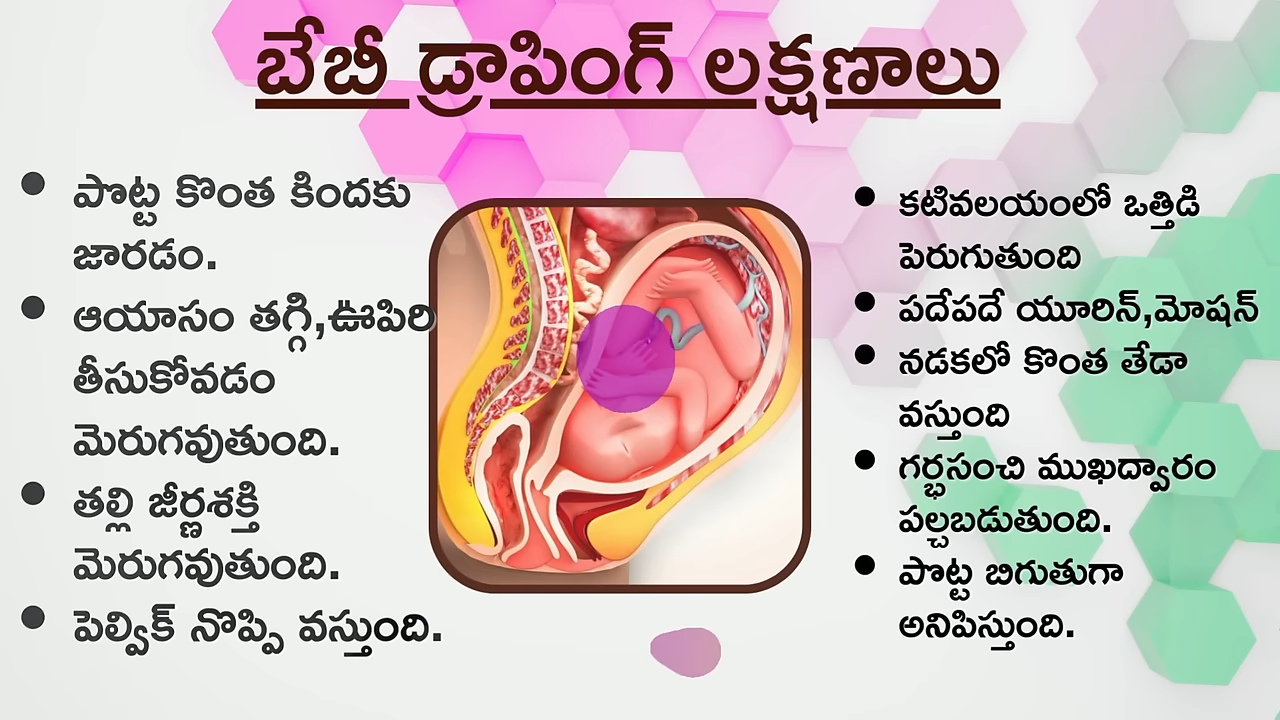 బేబీ డ్రాపింగ్ లక్షణాలు
• పొట్ట కొంత కిందకు
జారడం.
• ఆయాసం తగ్గి,ఊపిరి
తీసుకోవడం
మెరుగవుతుంది.
• తల్లి జీర్ణశక్తి
మెరుగవుతుంది.
• పెల్విక్ నొప్పి వస్తుంది.
• కటివలయంలో ఒత్తిడి
పెరుగుతుంది
• పదేపదే యూరిన్,మోషన్
• నడకలో కొంత తేడా
వస్తుంది
• గర్భసంచి ముఖద్వారం
పల్చబడుతుంది.
• పొట్ట బిగుతుగా
అనిపిస్తుంది.